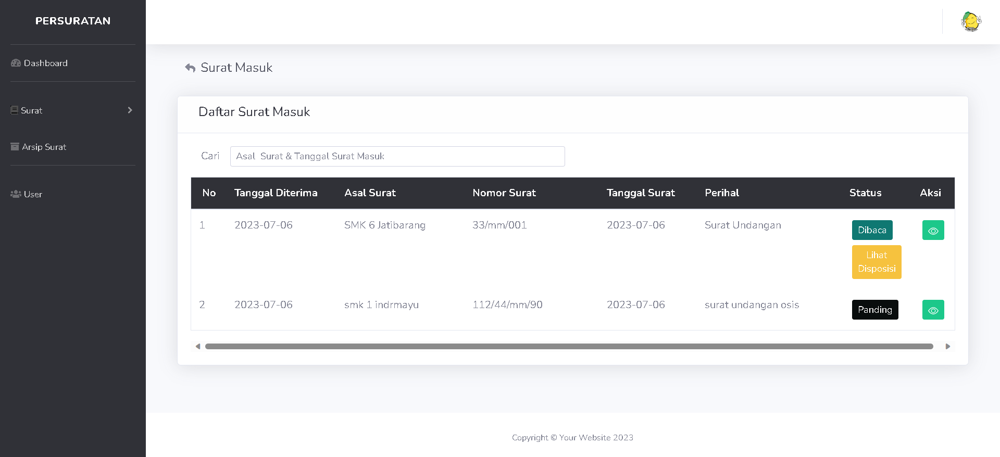 PERSURATAN
Dashboard
Surat
Arsip Surat
User
Surat Masuk
Daftar Surat Masuk
Cari Asal  Surat & Tanggal Surat Masuk
No Tanggal Diterima Asal Surat Nomor Surat Tanggal Surat Perihal Status Aksi
1 2023-07-06 SMK 6 Jatibarang 33/mm/001 2023-07-06 Surat Undangan Dibaca
Lihat
Disposisi
2 2023-07-06 smk 1 indrmayu 112/44/mm/90 2023-07-06 surat undangan osis Panding
Copyright © Your Website 2023